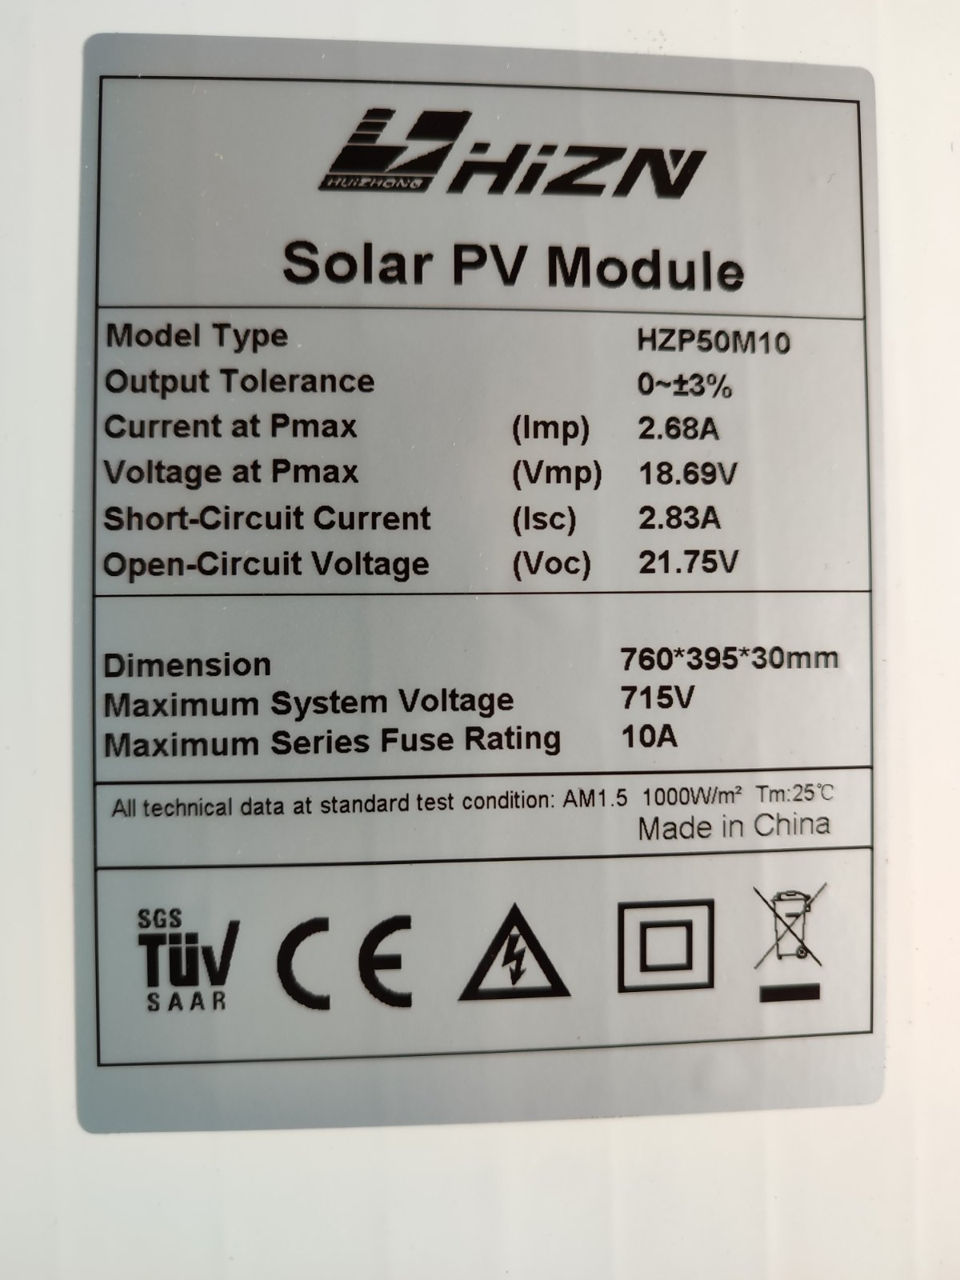 HUIZHONG
HiZN
Solar PV Module
Model Type HZP50M10
Output Tolerance 0~±3%
Current at Pmax (Imp) 2.68A
Voltage at Pmax (Vmp) 18.69V
Short-Circuit Current (Isc) 2.83A
Open-Circuit Voltage (Voc) 21.75V
Dimension 760*395*30mm
Maximum System Voltage 715V
Maximum Series Fuse Rating 10A
All technical data at standard test condition: AM1.5 1000W/m² Tm:25℃
Made in China
SGS
TÜV
SAAR
CE